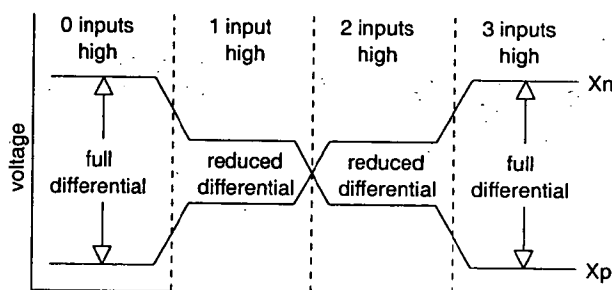 0 inputs high
1 input high
2 inputs high
3 inputs high
Xn
voltage
full differential
reduced differential
reduced differential
full differential
Xp